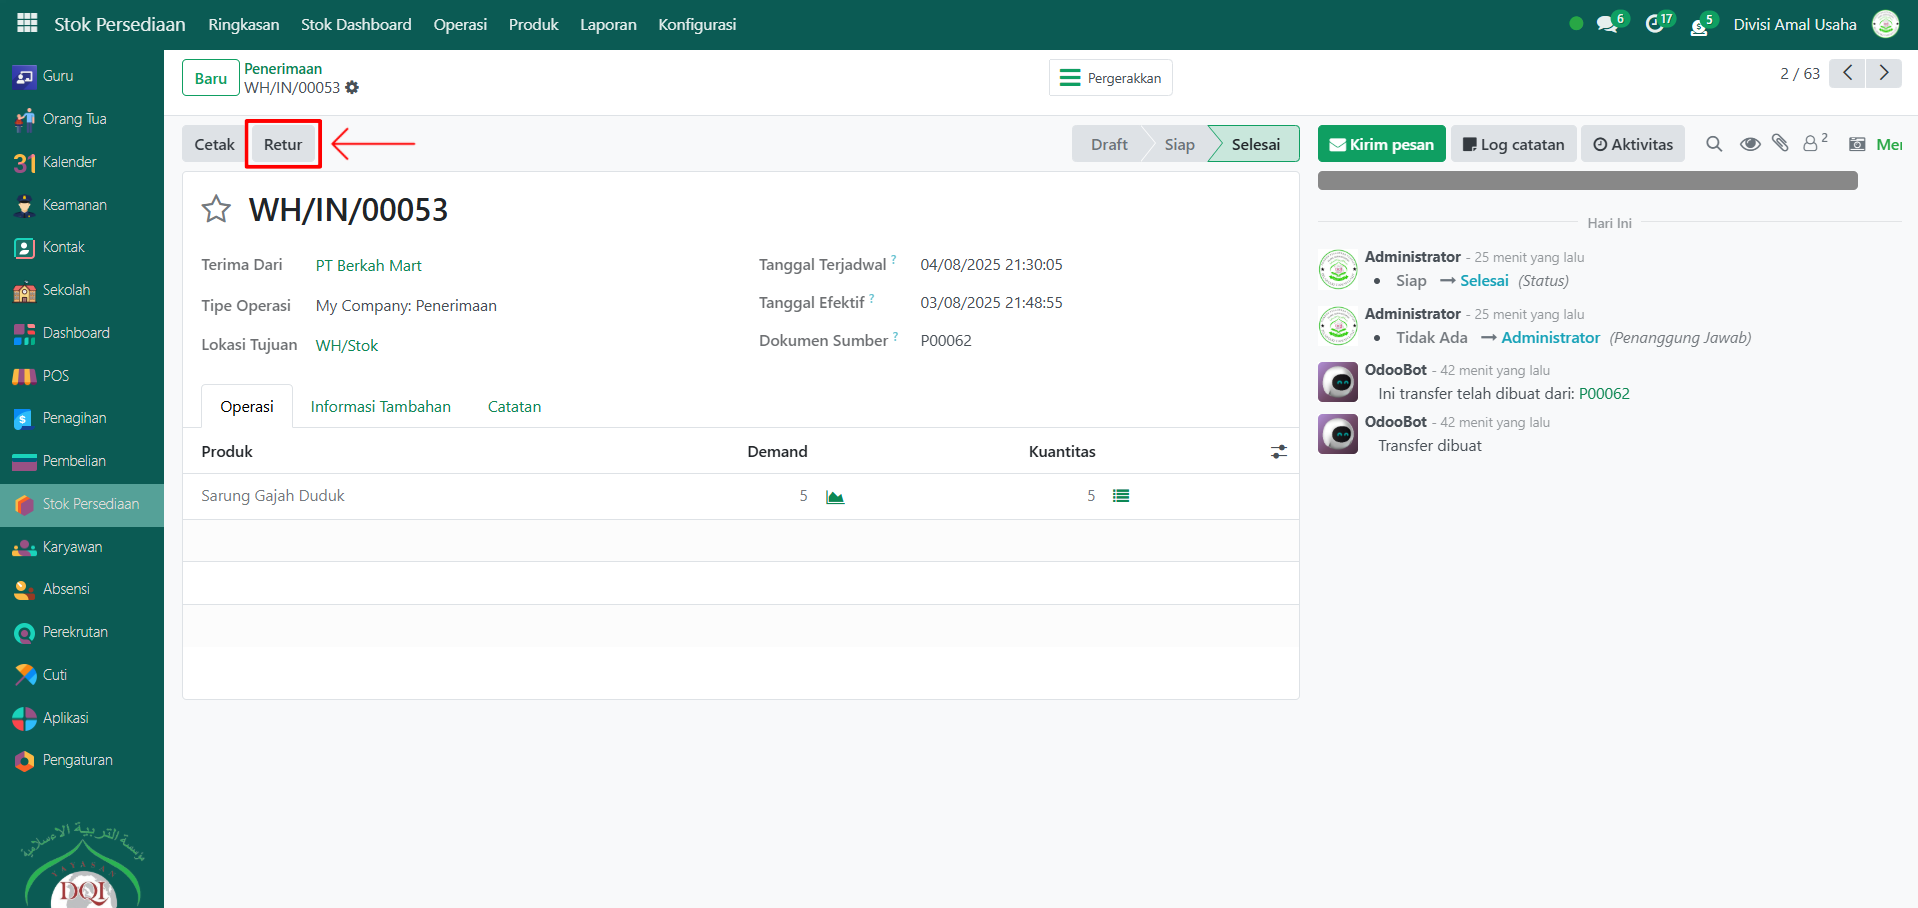 Stok Persediaan Ringkasan Stok Dashboard Operasi Produk Laporan Konfigurasi 6 17 5 Divisi Amal Usaha
Guru
Orang Tua
31 Kalender
Keamanan
Kontak
Sekolah
Dashboard
POS
Penagihan
Pembelian
Stok Persediaan
Karyawan
Absensi
Perekrutan
Cuti
Aplikasi
Pengaturan
مؤسسة التربية الإسلامية
YAYASAN
DQI
Baru
Penerimaan
WH/IN/00053
Pergerakkan
2 / 63
Cetak Retur
Draft Siap Selesai
Kirim pesan Log catatan Aktivitas 2
WH/IN/00053
Terima Dari PT Berkah Mart
Tipe Operasi My Company: Penerimaan
Lokasi Tujuan WH/Stok
Tanggal Terjadwal ? 04/08/2025 21:30:05
Tanggal Efektif ? 03/08/2025 21:48:55
Dokumen Sumber ? P00062
Operasi Informasi Tambahan Catatan
Produk Demand Kuantitas
Sarung Gajah Duduk 5 5
Hari Ini
Administrator - 25 menit yang lalu
• Siap → Selesai (Status)
Administrator - 25 menit yang lalu
• Tidak Ada → Administrator (Penanggung Jawab)
OdooBot - 42 menit yang lalu
Ini transfer telah dibuat dari: P00062
OdooBot - 42 menit yang lalu
Transfer dibuat